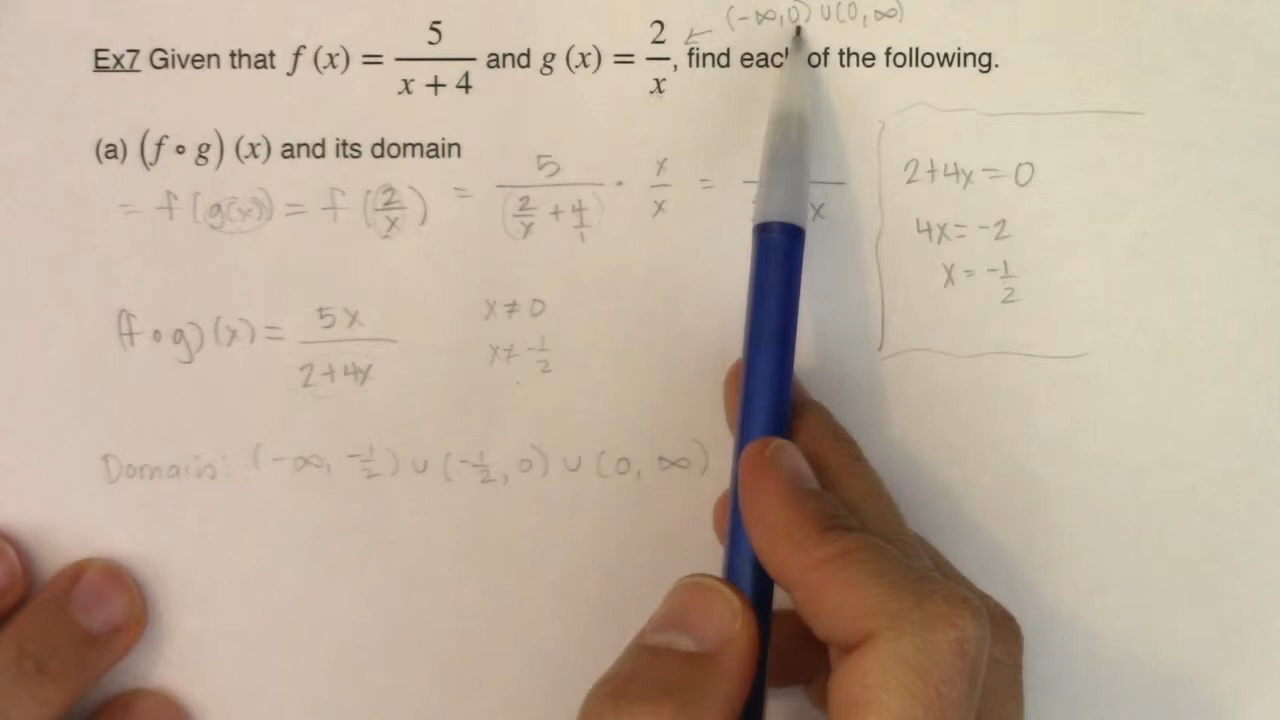 (-∞,0) ∪ (0,∞)
Ex7 Given that f (x) = 5/(x + 4) and g (x) = 2/x, find each of the following.
(a) (f ∘ g) (x) and its domain
= f(g(x)) = f(2/x) = 5/(2/x + 4/1) · x/x = x
(f∘g)(x) = 5x/(2+4x)
x ≠ 0
x ≠ -1/2
Domain: (-∞, -1/2) ∪ (-1/2, 0) ∪ (0, ∞)
2+4x = 0
4x = -2
x = -1/2